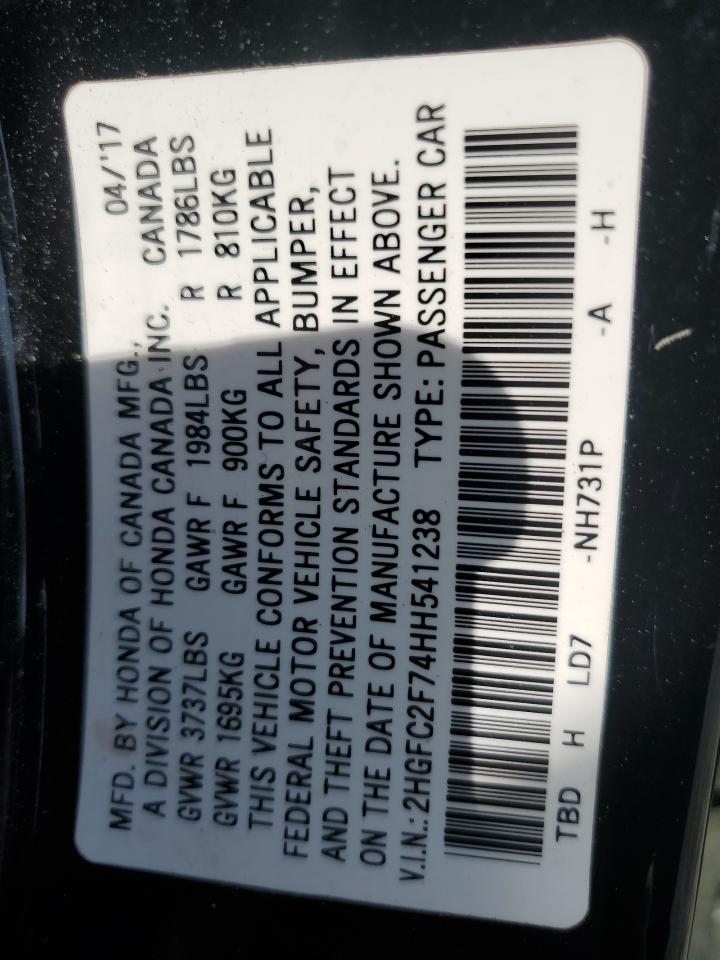 MFD. BY HONDA OF CANADA MFG., 04/'17
A DIVISION OF HONDA CANADA INC. CANADA
GVWR 3737LBS GAWR F 1984LBS R 1786LBS
GVWR 1695KG GAWR F 900KG R 810KG
THIS VEHICLE CONFORMS TO ALL APPLICABLE
FEDERAL MOTOR VEHICLE SAFETY, BUMPER,
AND THEFT PREVENTION STANDARDS IN EFFECT
ON THE DATE OF MANUFACTURE SHOWN ABOVE.
V.I.N.: 2HGFC2F74HH541238 TYPE: PASSENGER CAR
TBD H LD7 -NH731P -A -H